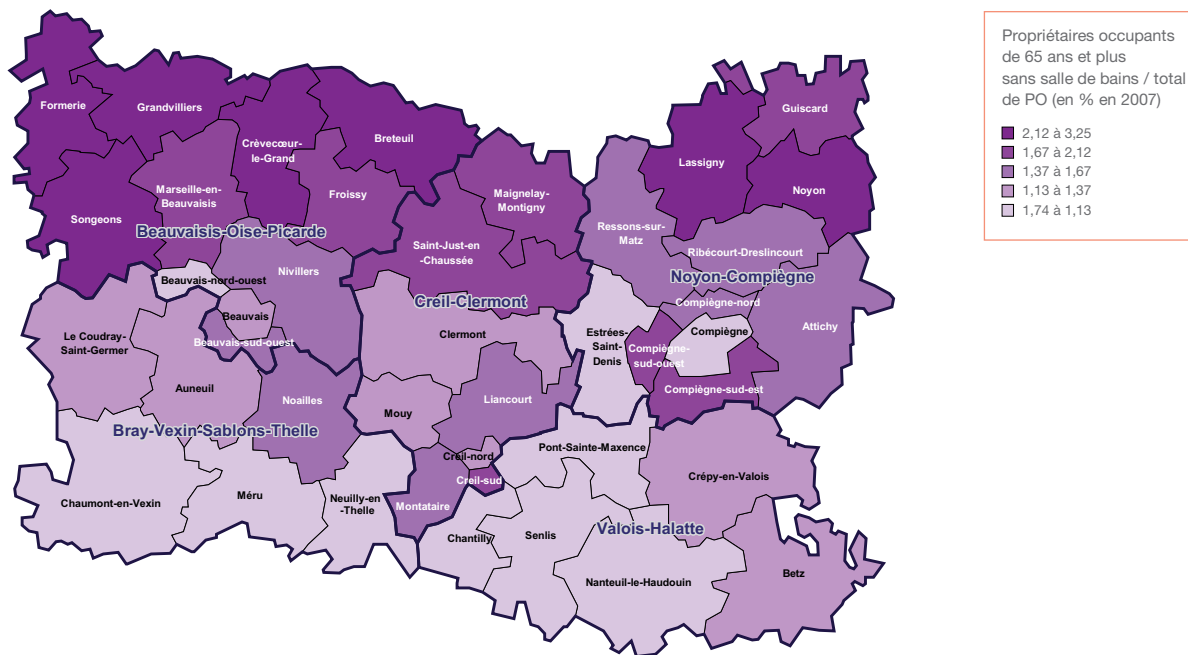 Propriétaires occupants
de 65 ans et plus
sans salle de bains / total
de PO (en % en 2007)
2,12 à 3,25
1,67 à 2,12
1,37 à 1,67
1,13 à 1,37
1,74 à 1,13
Formerie
Grandvilliers
Crèvecœur-
le-Grand
Breteuil
Guiscard
Lassigny
Noyon
Marseille-en-
Beauvaisis
Froissy
Maignelay-
Montigny
Songeons
Beauvaisis-Oise-Picarde
Ressons-sur-
Matz
Saint-Just-en
-Chaussée
Ribécourt-Dreslincourt
Noyon-Compiègne
Beauvais-nord-ouest
Nivillers
Creil-Clermont
Compiègne-nord
Beauvais
Beauvais-sud-ouest
Le Coudray-
Saint-Germer
Clermont
Estrées-
Saint-
Denis
Compiègne
Attichy
Compiègne-
sud-ouest
Compiègne-sud-est
Auneuil
Noailles
Mouy
Liancourt
Bray-Vexin-Sablons-Thelle
Creil-nord
Pont-Sainte-Maxence
Creil-sud
Crépy-en-Valois
Chaumont-en-Vexin
Méru
Neuilly-en
-Thelle
Montataire
Chantilly
Senlis
Valois-Halatte
Nanteuil-le-Haudouin
Betz